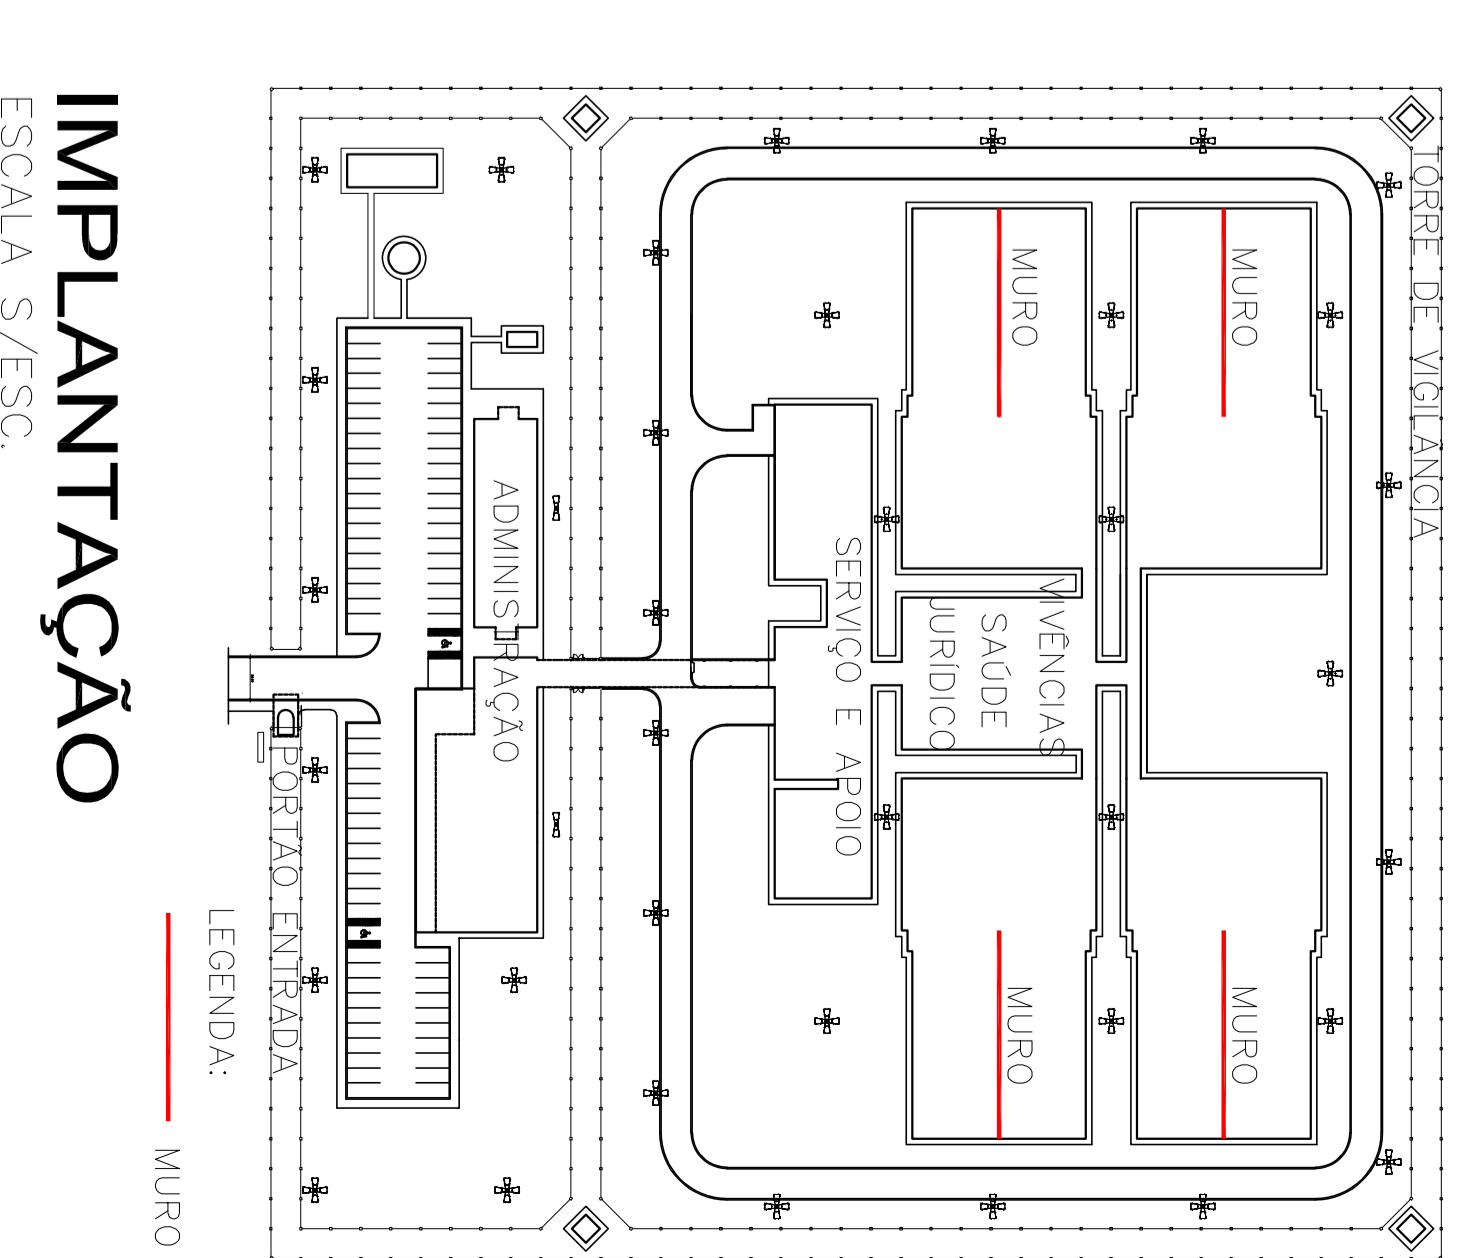 TORRE DE VIGILÂNCIA
MURO
MURO
MURO
MURO
VIVÊNCIAS
SAÚDE
JURÍDICO
SERVIÇO E APOIO
ADMINISTRAÇÃO
PORTÃO ENTRADA
LEGENDA:
MURO
IMPLANTAÇÃO
ESCALA S/ESC.